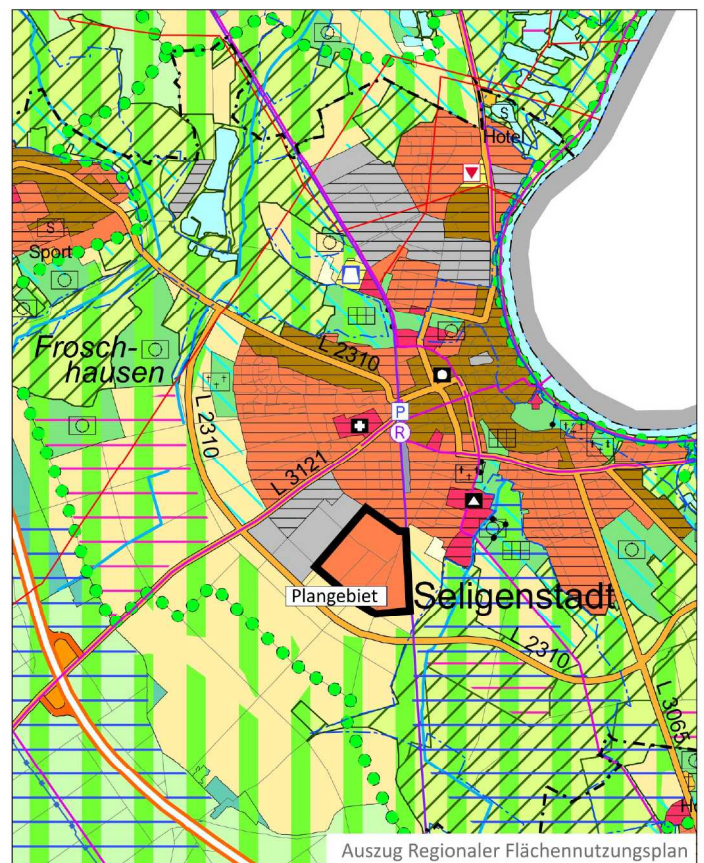 S
Hotel
S
Sport
Frosch-
hausen
L 2310
L 2310
P
R
L 3121
Plangebiet
Seligenstadt
L 2310
L 3065
Auszug Regionaler Flächennutzungsplan